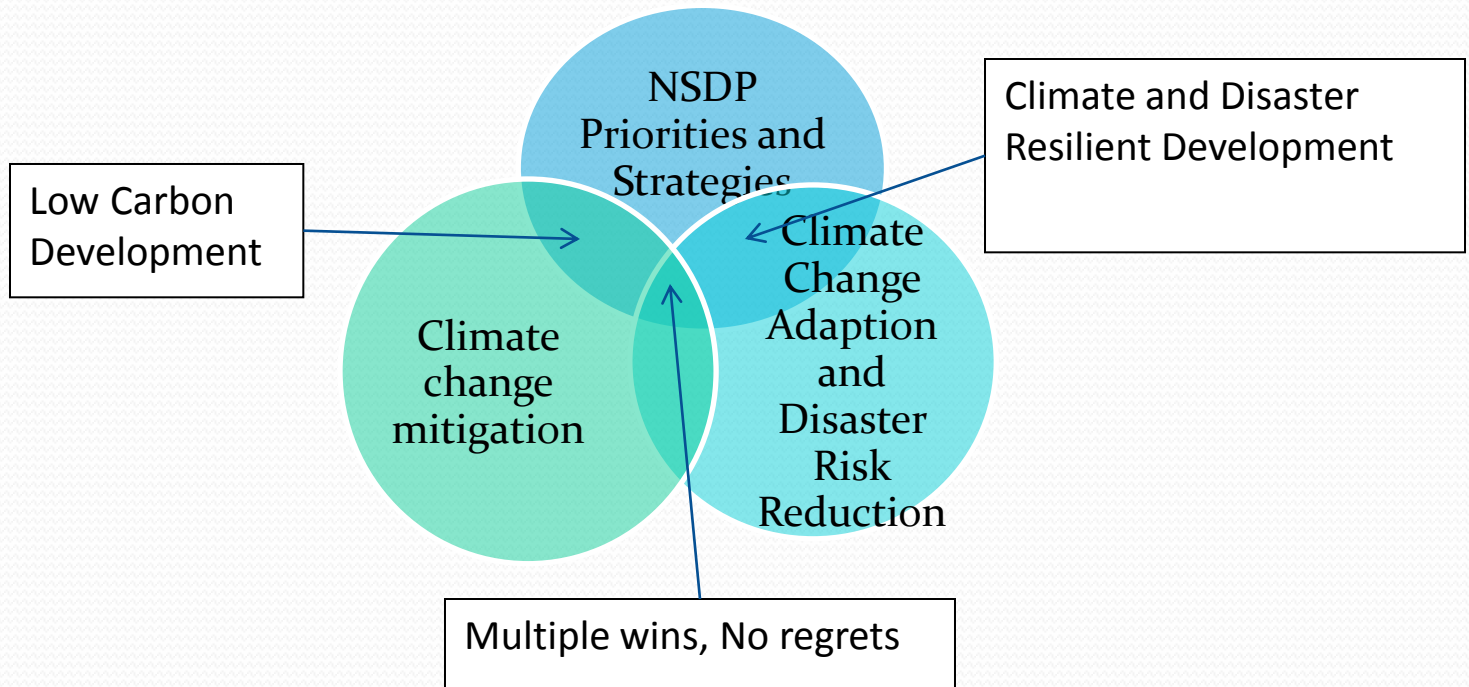 NSDP
Priorities and
Strategies
Climate and Disaster
Resilient Development
Low Carbon
Development
Climate
change
mitigation
Climate
Change
Adaption
and
Disaster
Risk
Reduction
Multiple wins, No regrets